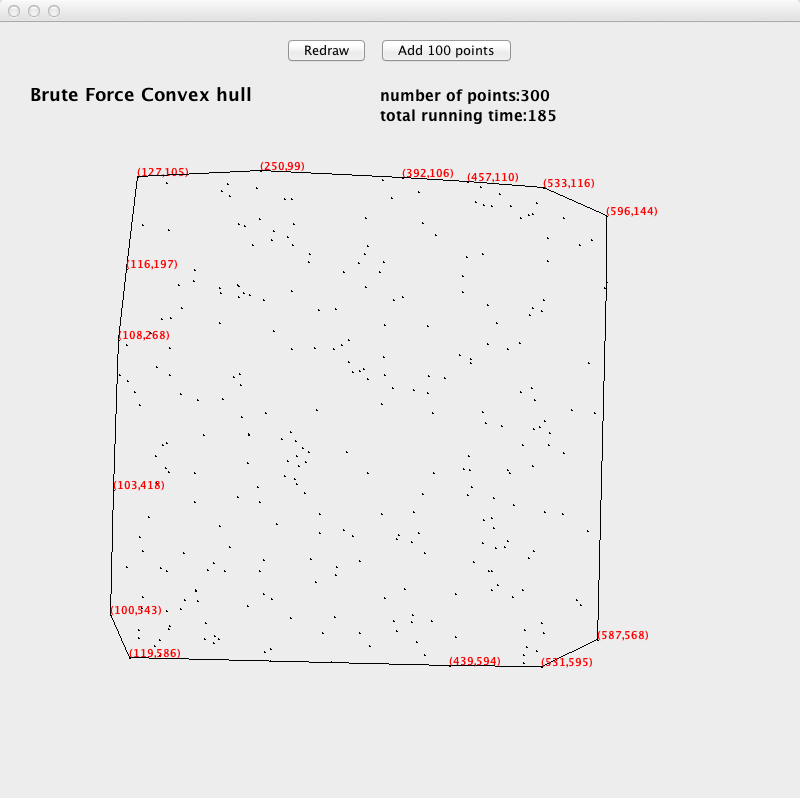 Redraw
Add 100 points
Brute Force Convex hull
number of points:300
total running time:185
(127,105)
(250,99)
(392,106)
(457,110)
(533,116)
(596,144)
(116,197)
(108,268)
(103,418)
(100,543)
(587,568)
(119,586)
(439,594)
(531,595)